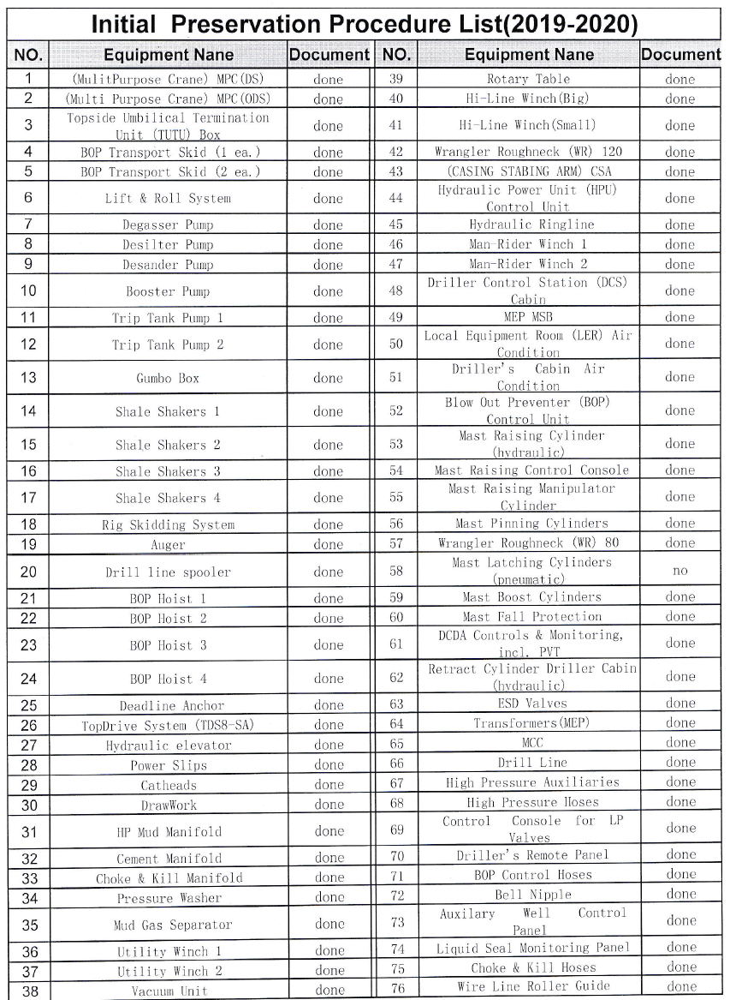 Initial Preservation Procedure List(2019-2020)
NO. Equipment Nane Document NO. Equipment Nane Document
1 (MulitPurpose Crane) MPC(DS) done 39 Rotary Table done
2 (Multi Purpose Crane) MPC(ODS) done 40 Hi-Line Winch(Big) done
3 Topside Umbilical Termination
Unit (TUTU) Box done 41 Hi-Line Winch(Small) done
4 BOP Transport Skid (1 ea.) done 42 Wrangler Roughneck (WR) 120 done
5 BOP Transport Skid (2 ea.) done 43 (CASING STABING ARM) CSA done
6 Lift & Roll System done 44 Hydraulic Power Unit (HPU)
Control Unit done
7 Degasser Pump done 45 Hydraulic Ringline done
8 Desilter Pump done 46 Man-Rider Winch 1 done
9 Desander Pump done 47 Man-Rider Winch 2 done
10 Booster Pump done 48 Driller Control Station (DCS)
Cabin done
11 Trip Tank Pump 1 done 49 MEP MSB done
12 Trip Tank Pump 2 done 50 Local Equipment Room (LER) Air
Condition done
13 Gumbo Box done 51 Driller's Cabin Air
Condition done
14 Shale Shakers 1 done 52 Blow Out Preventer (BOP)
Control Unit done
15 Shale Shakers 2 done 53 Mast Raising Cylinder
(hydraulic) done
16 Shale Shakers 3 done 54 Mast Raising Control Console done
17 Shale Shakers 4 done 55 Mast Raising Manipulator
Cylinder done
18 Rig Skidding System done 56 Mast Pinning Cylinders done
19 Auger done 57 Wrangler Roughneck (WR) 80 done
20 Drill line spooler done 58 Mast Latching Cylinders
(pneumatic) no
21 BOP Hoist 1 done 59 Mast Boost Cylinders done
22 BOP Hoist 2 done 60 Mast Fall Protection done
23 BOP Hoist 3 done 61 DCDA Controls & Monitoring,
incl. PVT done
24 BOP Hoist 4 done 62 Retract Cylinder Driller Cabin
(hydraulic) done
25 Deadline Anchor done 63 ESD Valves done
26 TopDrive System (TDS8-SA) done 64 Transformers(MEP) done
27 Hydraulic elevator done 65 MCC done
28 Power Slips done 66 Drill Line done
29 Catheads done 67 High Pressure Auxiliaries done
30 DrawWork done 68 High Pressure Hoses done
31 HP Mud Manifold done 69 Control Console for LP
Valves done
32 Cement Manifold done 70 Driller's Remote Panel done
33 Choke & Kill Manifold done 71 BOP Control Hoses done
34 Pressure Washer done 72 Bell Nipple done
35 Mud Gas Separator done 73 Auxilary Well Control
Panel done
36 Utility Winch 1 done 74 Liquid Seal Monitoring Panel done
37 Utility Winch 2 done 75 Choke & Kill Hoses done
38 Vacuum Unit done 76 Wire Line Roller Guide done